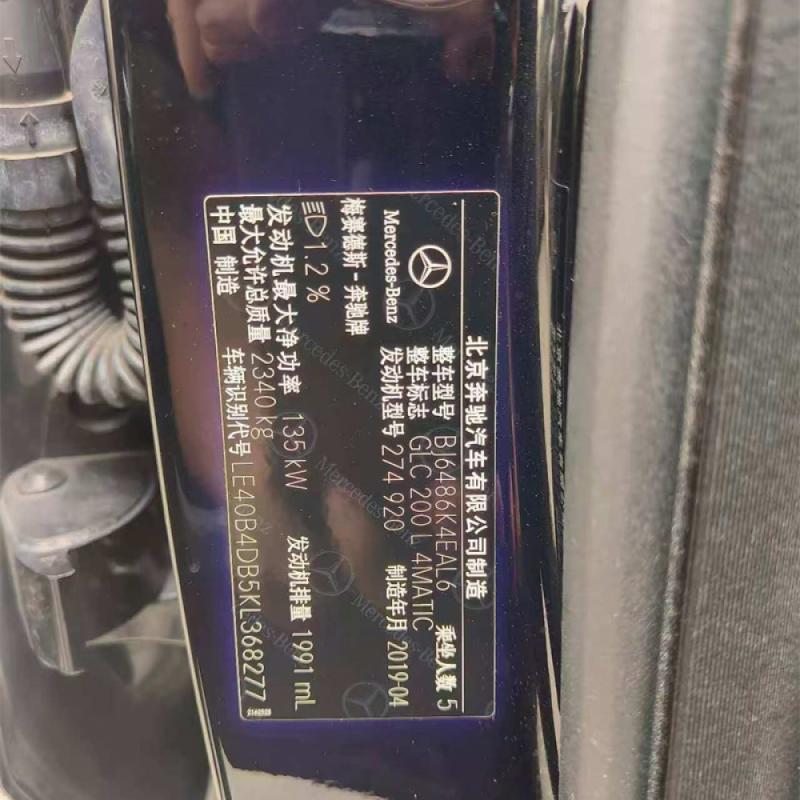 北京奔驰汽车有限公司制造
Mercedes-Benz
梅赛德斯-奔驰牌
整车型号 BJ6486K4EAL6 乘坐人数 5
整车标志 GLC 200 L 4MATIC
发动机型号 274 920 制造年月 2019-04
1.2 %
发动机最大净功率 135 kW 发动机排量 1991 mL
最大允许总质量 2340 kg
中国 制造 车辆识别代号 LE40B4DB5KL368277